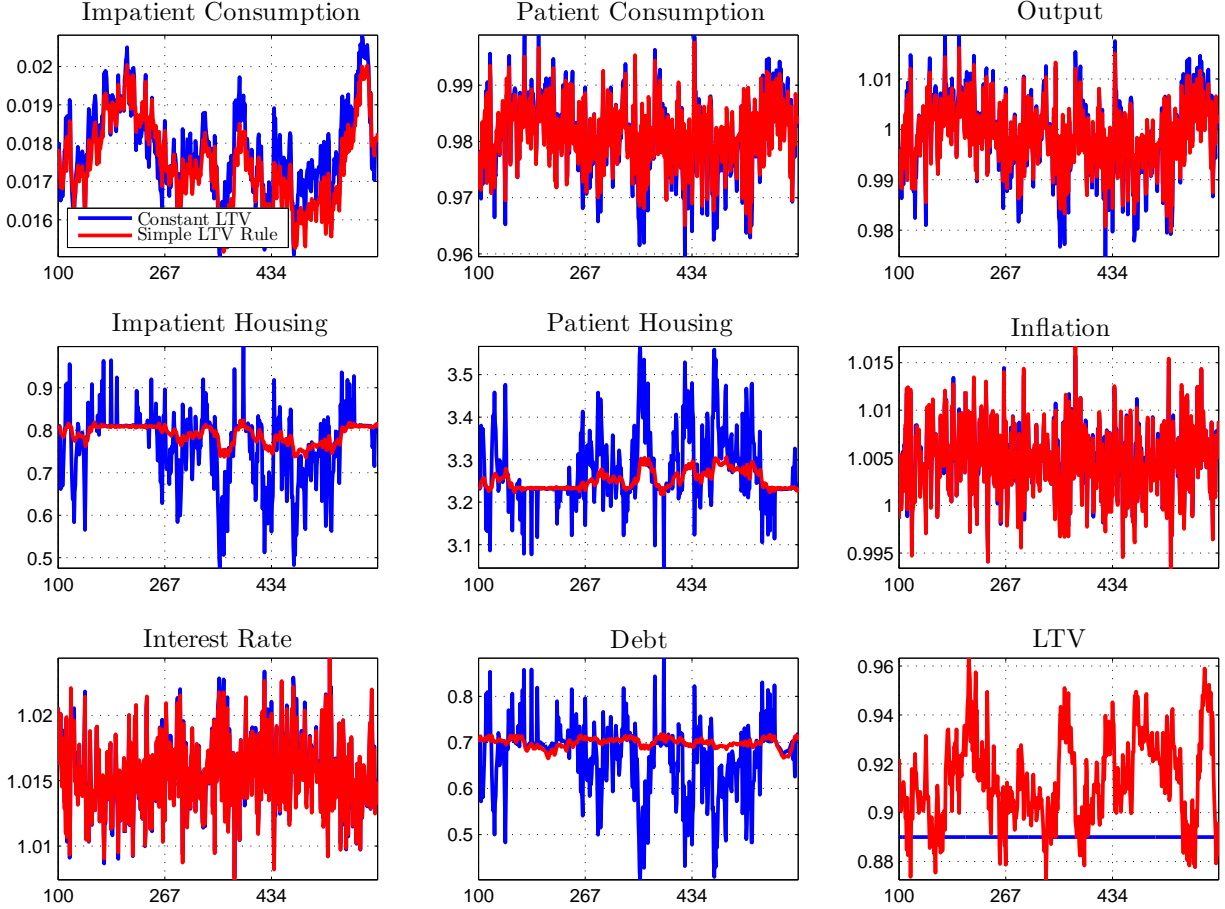 Impatient Consumption
0.02
0.019
0.018
0.017
0.016
Constant LTV
Simple LTV Rule
100 267 434
Patient Consumption
0.99
0.98
0.97
0.96
100 267 434
Output
1.01
1
0.99
0.98
100 267 434
Impatient Housing
0.9
0.8
0.7
0.6
0.5
100 267 434
Patient Housing
3.5
3.4
3.3
3.2
3.1
100 267 434
Inflation
1.015
1.01
1.005
1
0.995
100 267 434
Interest Rate
1.02
1.015
1.01
100 267 434
Debt
0.8
0.7
0.6
0.5
100 267 434
LTV
0.96
0.94
0.92
0.9
0.88
100 267 434